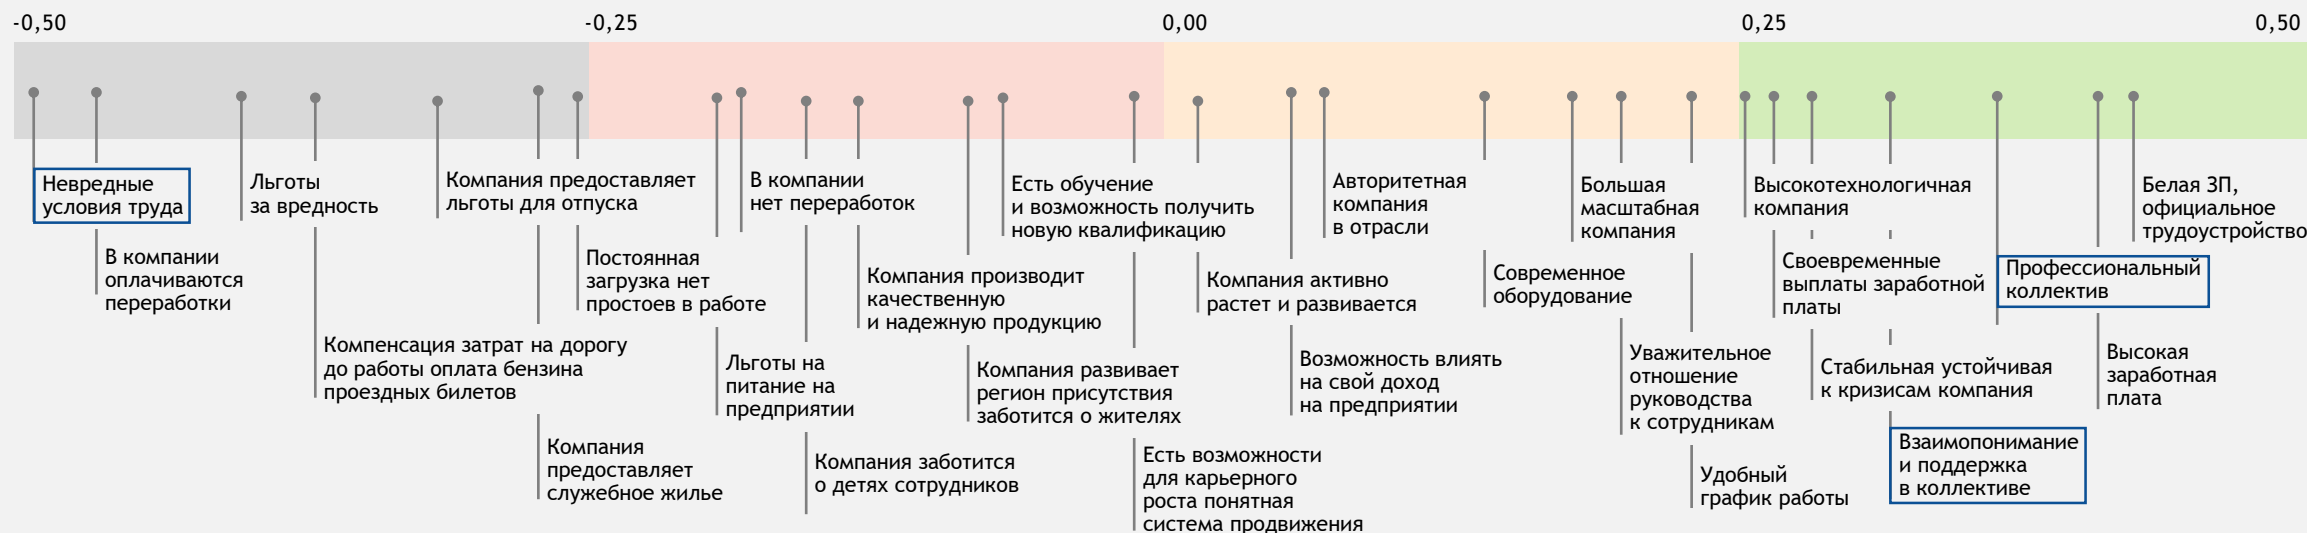 -0,50
-0,25
0,00
0,25
0,50
Невредные
условия труда
В компании
оплачиваются
переработки
Льготы
за вредность
Компенсация затрат на дорогу
до работы оплата бензина
проездных билетов
Компания предоставляет
льготы для отпуска
Компания
предоставляет
служебное жилье
Постоянная
загрузка нет
простоев в работе
Льготы на
питание на
предприятии
В компании
нет переработок
Компания заботится
о детях сотрудников
Компания производит
качественную
и надежную продукцию
Компания развивает
регион присутствия
заботится о жителях
Есть обучение
и возможность получить
новую квалификацию
Есть возможности
для карьерного
роста понятная
система продвижения
Компания активно
растет и развивается
Возможность влиять
на свой доход
на предприятии
Авторитетная
компания
в отрасли
Современное
оборудование
Большая
масштабная
компания
Уважительное
отношение
руководства
к сотрудникам
Удобный
график работы
Высокотехнологичная
компания
Своевременные
выплаты заработной
платы
Стабильная устойчивая
к кризисам компания
Взаимопонимание
и поддержка
в коллективе
Профессиональный
коллектив
Высокая
заработная
плата
Белая ЗП,
официальное
трудоустройство